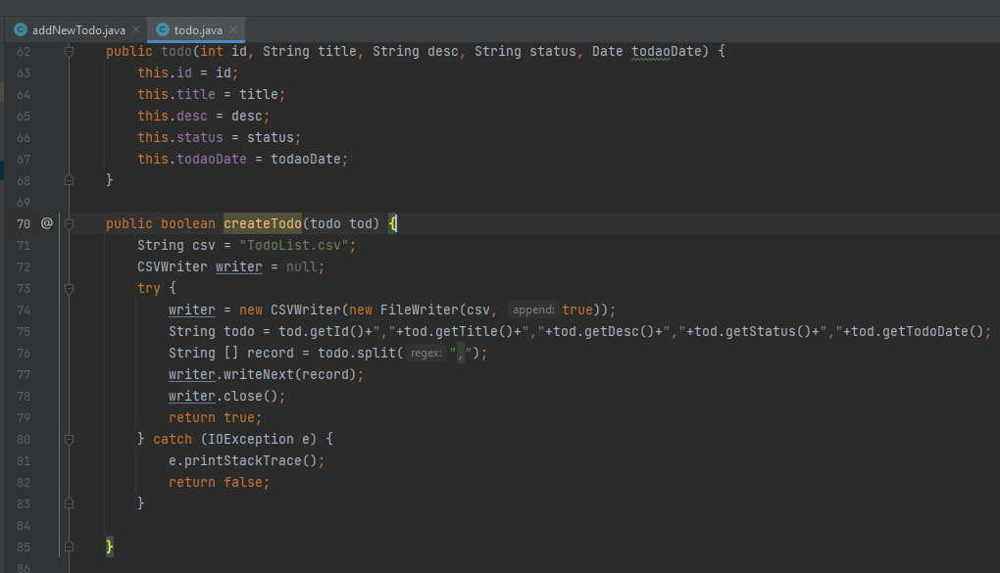 addNewTodo.java
todo.java
62 public todo(int id, String title, String desc, String status, Date todaoDate) {
63 this.id = id;
64 this.title = title;
65 this.desc = desc;
66 this.status = status;
67 this.todaoDate = todaoDate;
68 }
69
70 @ public boolean createTodo(todo tod) {
71 String csv = "TodoList.csv";
72 CSVWriter writer = null;
73 try {
74 writer = new CSVWriter(new FileWriter(csv, append: true));
75 String todo = tod.getId()+","+tod.getTitle()+","+tod.getDesc()+","+tod.getStatus()+","+tod.getTodoDate();
76 String [] record = todo.split( regex: ",");
77 writer.writeNext(record);
78 writer.close();
79 return true;
80 } catch (IOException e) {
81 e.printStackTrace();
82 return false;
83 }
84
85 }
86